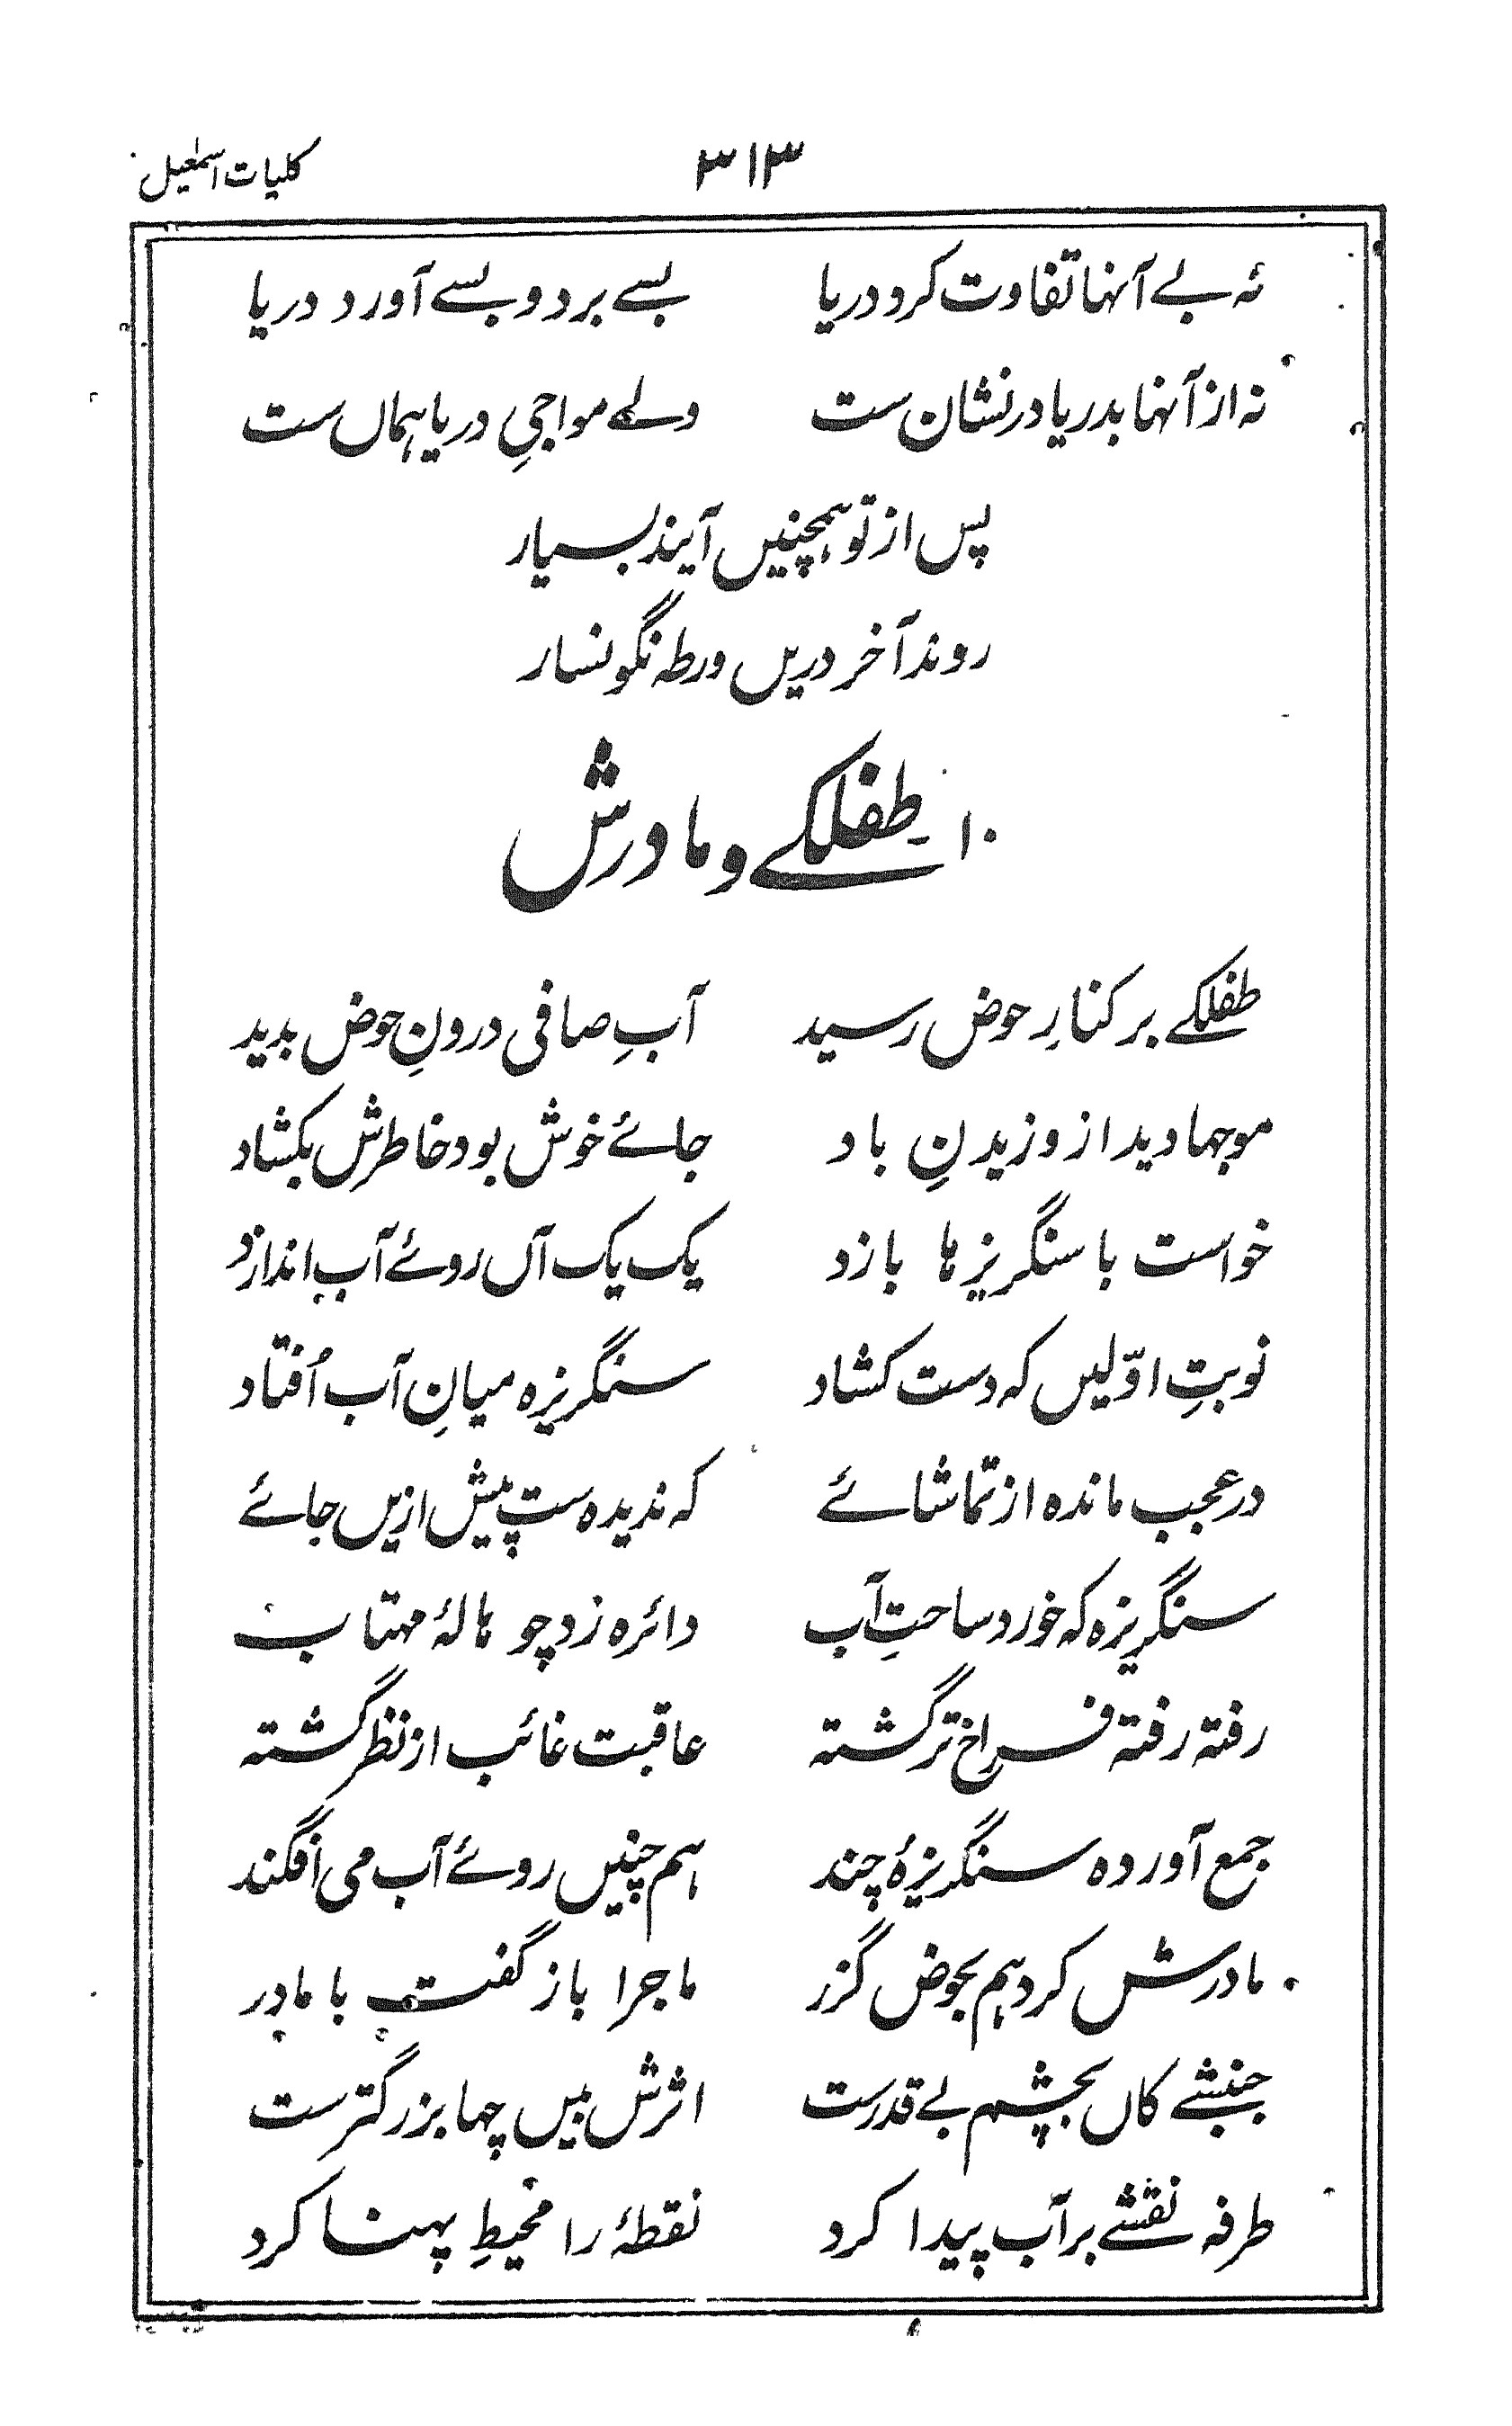 کلیات اسمٰعیل
۳۱۳
نہ بے آنہا تفاوت کرو دریا بسے برد و بسے آورد دریا
نہ از آنہا بدریا در نشان ست ولے مواجیِ دریا ہماں ست
پس از تو ہمچنیں آیند بسیار
روند آخر دریں ورطہ نگونسار
۱۰ طفلکے و مادرش
طفلکے بر کنارِ حوض رسید آبِ صافی درونِ حوض بدید
موجہا دید از وزیدنِ باد جائے خوش بود خاطرش بکشاد
خواست با سنگریزہا بازد یک یک آں روئے آب اندازد
نوبتِ اوّلیں کہ دست کشاد سنگریزہ میانِ آب اُفتاد
در عجب ماندہ از تماشائے کہ ندیدہ ست پیش ازیں جائے
سنگریزہ کہ خورد ساحتِ آب دائرہ زد چو ہالۂ مہتاب
رفتہ رفتہ فراخ تر گشتہ عاقبت غائب از نظر گشتہ
جمع آوردہ سنگریزۂ چند ہم چنیں روئے آب می افگند
مادرش کرد ہم بحوض گزر ماجرا باز گفت با مادر
جنبشے کاں بچشم بے قدرست اثرش بیں چہا بزرگترست
طرفہ نقشے بر آب پیدا کرد نقطۂ را محیطِ پہنا کرد